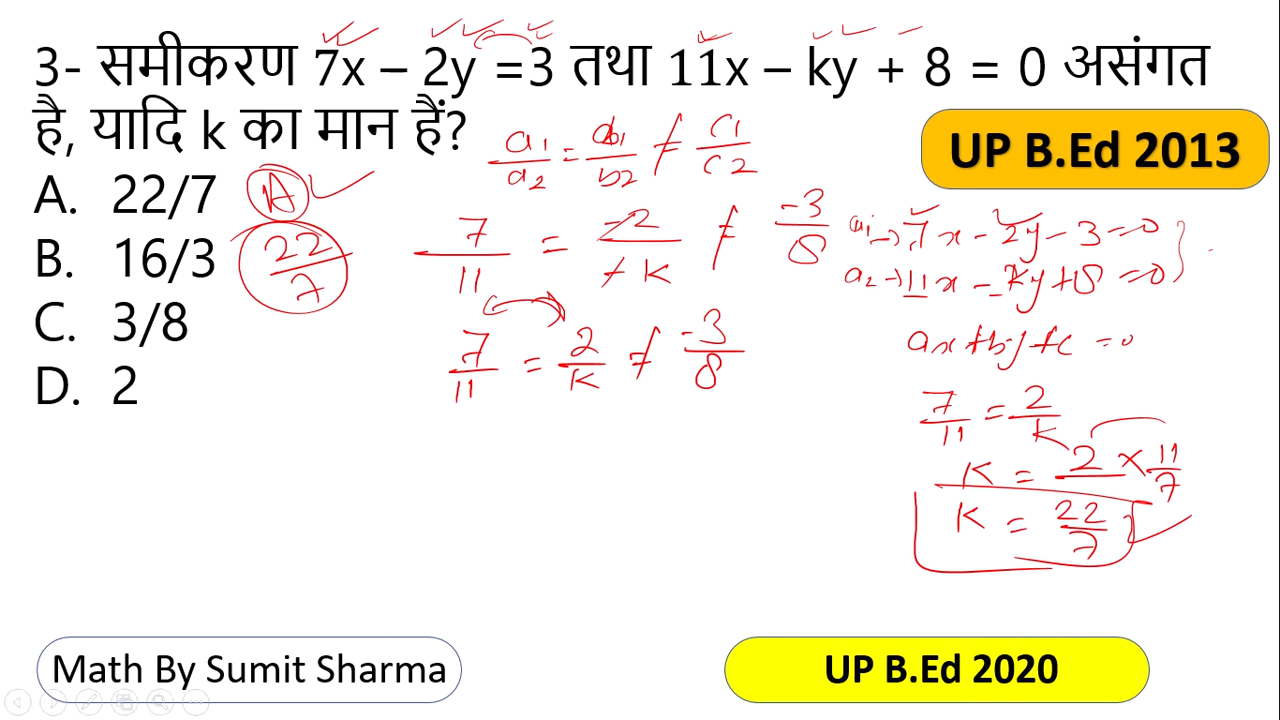 3- समीकरण 7x – 2y =3 तथा 11x – ky + 8 = 0 असंगत
है, यादि k का मान हैं?
UP B.Ed 2013
A. 22/7
B. 16/3
C. 3/8
D. 2
A
22/7
a1/a2 = b1/b2 ≠ c1/c2
7/11 = -2/-k ≠ -3/8
7/11 = 2/k ≠ -3/8
a1 → 7x - 2y - 3 = 0
a2 → 11x - ky + 8 = 0
ax + by + c = 0
7/11 = 2/k
k = 2 × 11/7
k = 22/7
Math By Sumit Sharma
UP B.Ed 2020